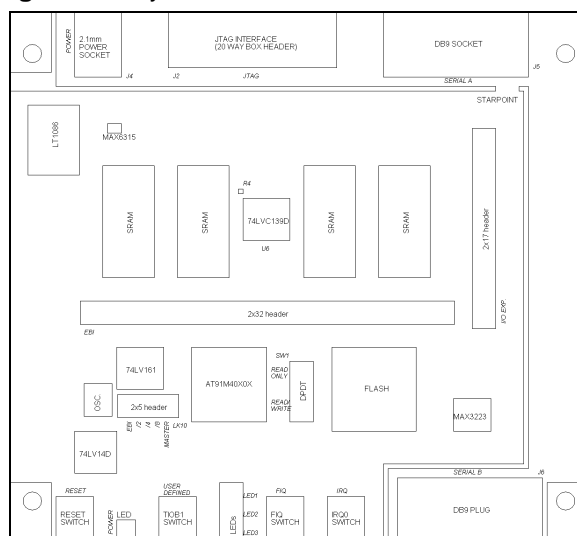 POWER
2.1mm
POWER
SOCKET
J4
JTAG INTERFACE
(20 WAY BOX HEADER)
J2
JTAG
DB9 SOCKET
SERIAL A
J5
STARPOINT
LT1086
MAX6315
SRAM
SRAM
R4
74LVC139D
U6
SRAM
SRAM
2x17 header
I/O EXP.
2x32 header
EBI
74LV161
OSC.
2x5 header
EBI
/2
/4
/8
MASTER
LK10
74LV14D
AT91M40X0X
SW1
READ
ONLY
READ/
WRITE
DPDT
FLASH
MAX3223
SERIAL B
J6
DB9 PLUG
RESET
RESET
SWITCH
POWER
LED
USER
DEFINED
TIOB1
SWITCH
LEDs
LED1
LED2
LED3
FIQ
FIQ
SWITCH
IRQ
IRQ0
SWITCH